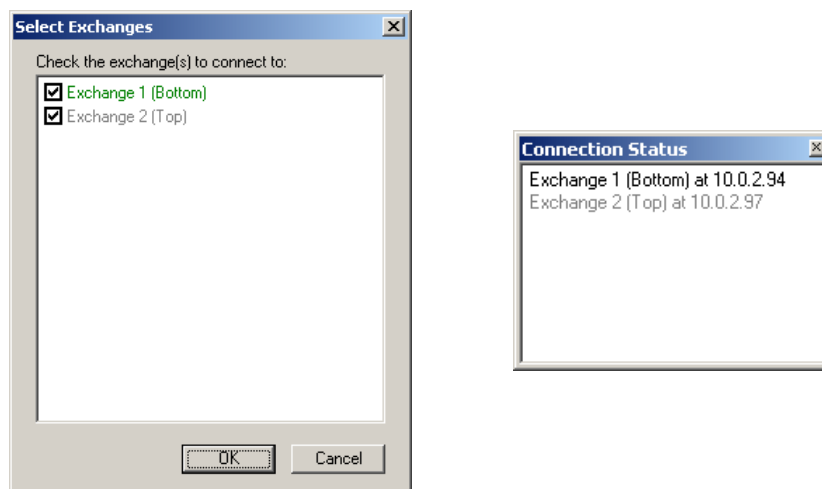 Select Exchanges
Check the exchange(s) to connect to:
Exchange 1 (Bottom)
Exchange 2 (Top)
OK
Cancel
Connection Status
Exchange 1 (Bottom) at 10.0.2.94
Exchange 2 (Top) at 10.0.2.97